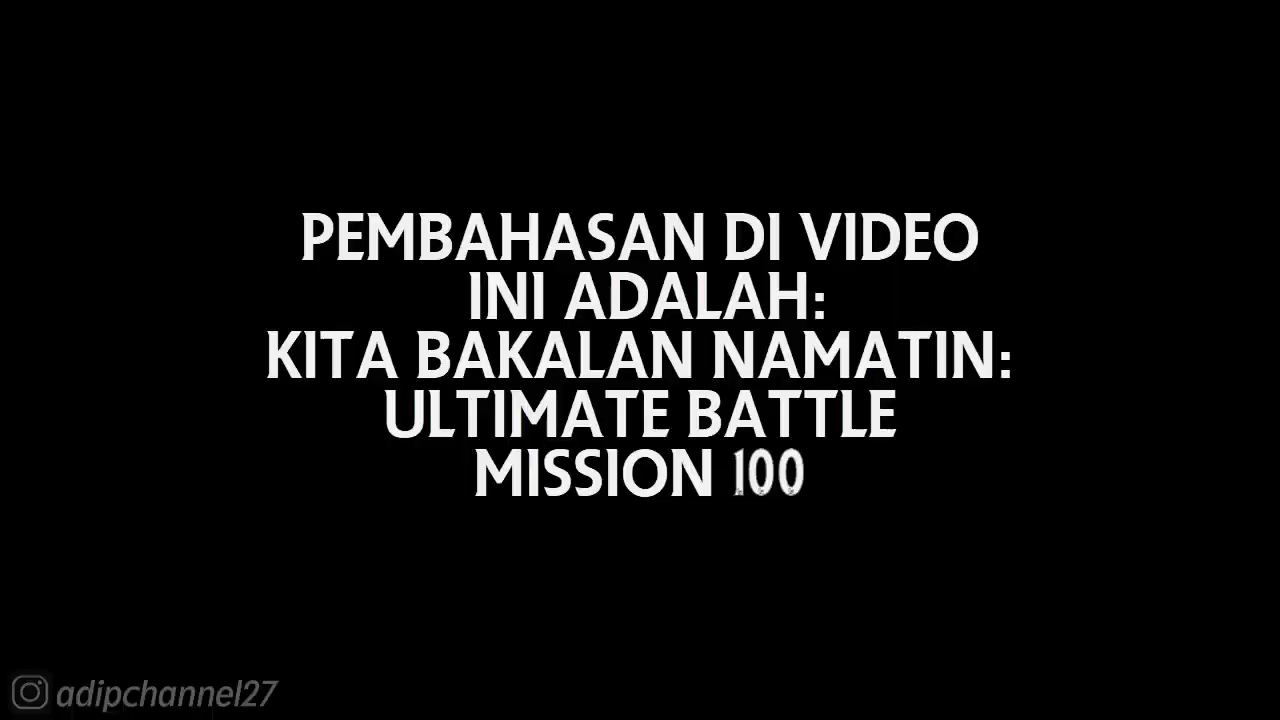 PEMBAHASAN DI VIDEO
INI ADALAH:
KITA BAKALAN NAMATIN:
ULTIMATE BATTLE
MISSION 100
adipchannel27